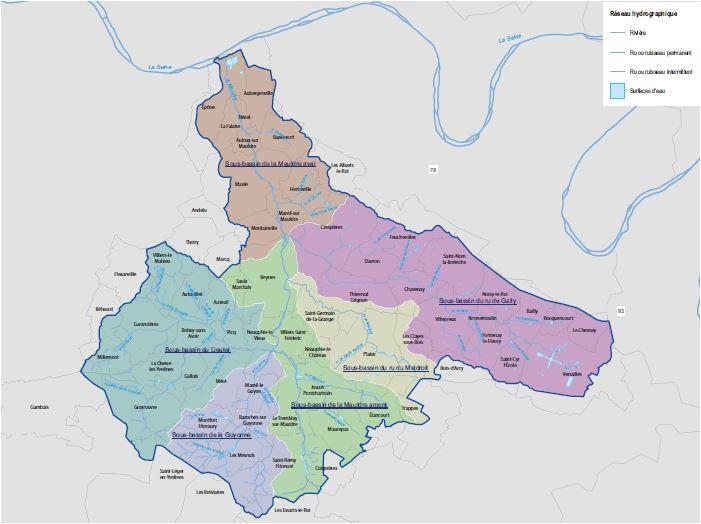 Réseau hydrographique
Rivière
Ru ou ruisseau permanent
Ru ou ruisseau Intermittent
Surfaces d'eau
La Seine
La Seine
Aubergenville
Epône
Nézel
La Falaise
Aulnay-sur
Mauldre
Bazemont
Sous-bassin de la Mauldre aval
Les Alluets
le-Roi
78
Maule
Herbeville
Mareil-sur
Mauldre
Andelu
Montainville
Crespières
Feucherolles
Thoiry
Marcq
Davron
Saint-Nom
la-Bretèche
Villiers-le
Mahieu
Flexanville
Beynes
Saulx
Marchais
Thiverval
Grignon
Chavenay
Noisy-le-Roi
Sous-bassin du ru de Gally
Autouillet
Auteuil
Béhoust
Garancières
Boissy-sans
Avoir
Vicq
Neauphle-le
Vieux
Villiers-Saint
Fréderic
Saint-Germain
de-la-Grange
Villepreux
Rennemoulin
Bailly
Rocquencourt
92
Le Chesnay
Les Clayes
sous-Bois
Fontenay
le-Fleury
Saint-Cyr
l'École
Versailles
Bois-d'Arcy
Sous-bassin du Lieutel
Millemont
La Queue
les-Yvelines
Galluis
Neauphle-le
Château
Plaisir
Sous-bassin du ru du Maldroit
Méré
Mareil-le
Guyon
Jouars
Pontchartrain
Gambais
Grosrouvre
Sous-bassin de la Mauldre amont
Trappes
Élancourt
Montfort
l'Amaury
Bazoches-sur
Guyonne
Le Tremblay
sur-Mauldre
Maurepas
Sous-bassin de la Guyonne
Les Mesnuls
Saint-Rémy
l'Honoré
Coignières
Saint-Léger
en-Yvelines
Les Bréviaires
Les Essarts-le-Roi